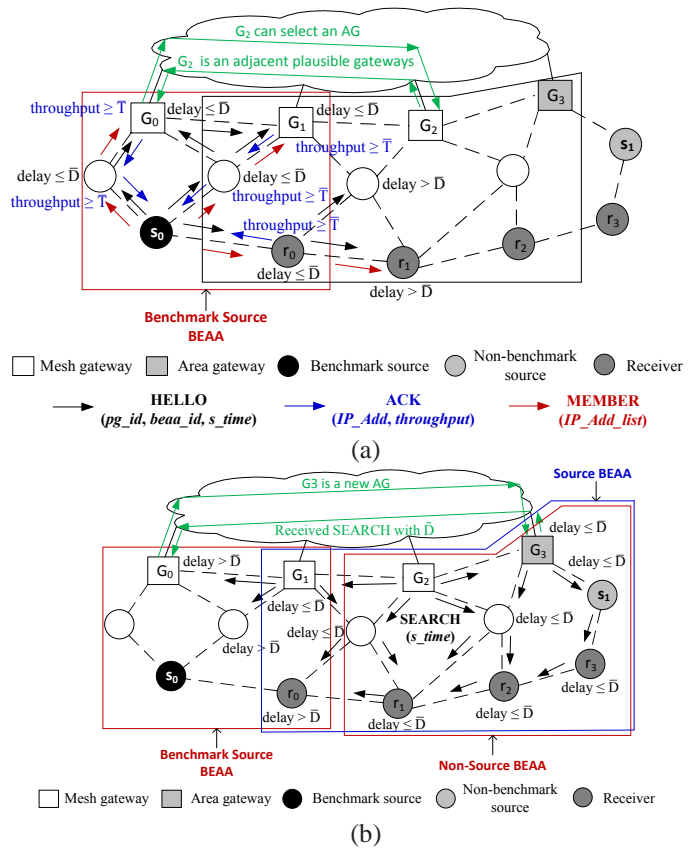 G2 can select an AG
G2 is an adjacent plausible gateways
throughput ≥ T̄
delay ≤ D̄
delay ≤ D̄
G0
G1
G2
G3
throughput ≥ T̄
s1
delay ≤ D̄
delay ≤ D̄
delay > D̄
throughput ≥ T̄
throughput ≥ T̄
throughput ≥ T̄
s0
r0
r1
r2
r3
delay ≤ D̄
delay > D̄
Benchmark Source
BEAA
Mesh gateway
Area gateway
Benchmark source
Non-benchmark
source
Receiver
HELLO
(pg_id, beaa_id, s_time)
ACK
(IP_Add, throughput)
MEMBER
(IP_Add_list)
(a)
Source BEAA
G3 is a new AG
Received SEARCH with D̄
delay ≤ D̄
delay > D̄
G0
G1
G2
G3
delay ≤ D̄
delay ≤ D̄
s1
delay ≤ D̄
SEARCH
(s_time)
delay ≤ D̄
delay > D̄
s0
r0
r1
r2
r3
delay > D̄
delay ≤ D̄
delay ≤ D̄
delay ≤ D̄
Benchmark Source
BEAA
Non-Source BEAA
Mesh gateway
Area gateway
Benchmark source
Non-benchmark
source
Receiver
(b)